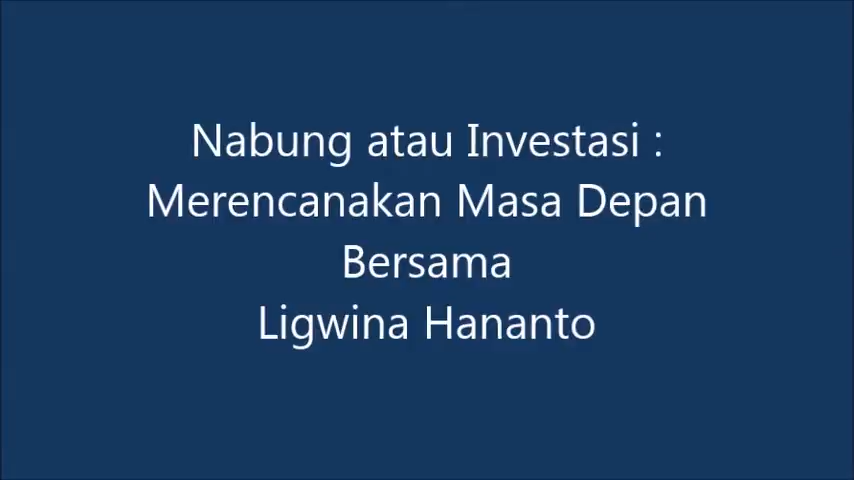 Nabung atau Investasi :
Merencanakan Masa Depan
Bersama
Ligwina Hananto